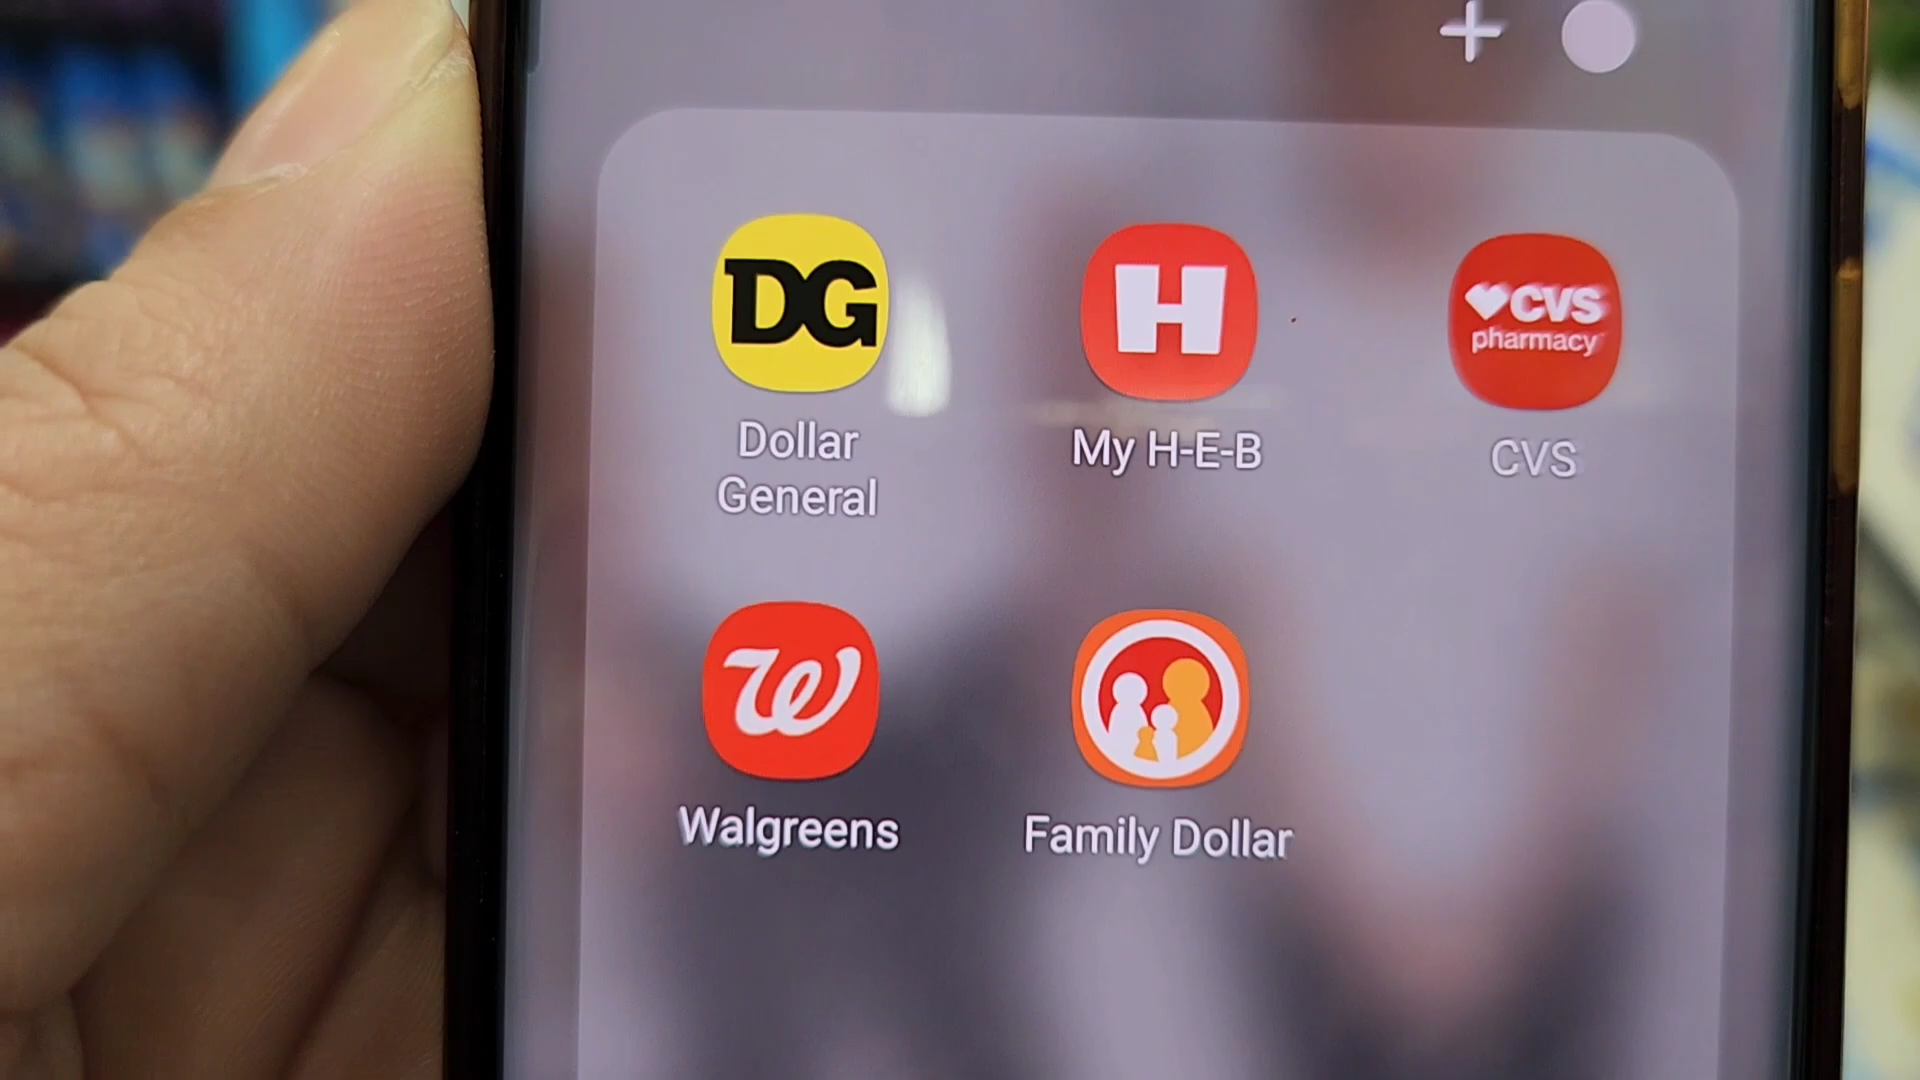 DG
H
CVS
pharmacy
Dollar
General
My H-E-B
CVS
W
Walgreens
Family Dollar